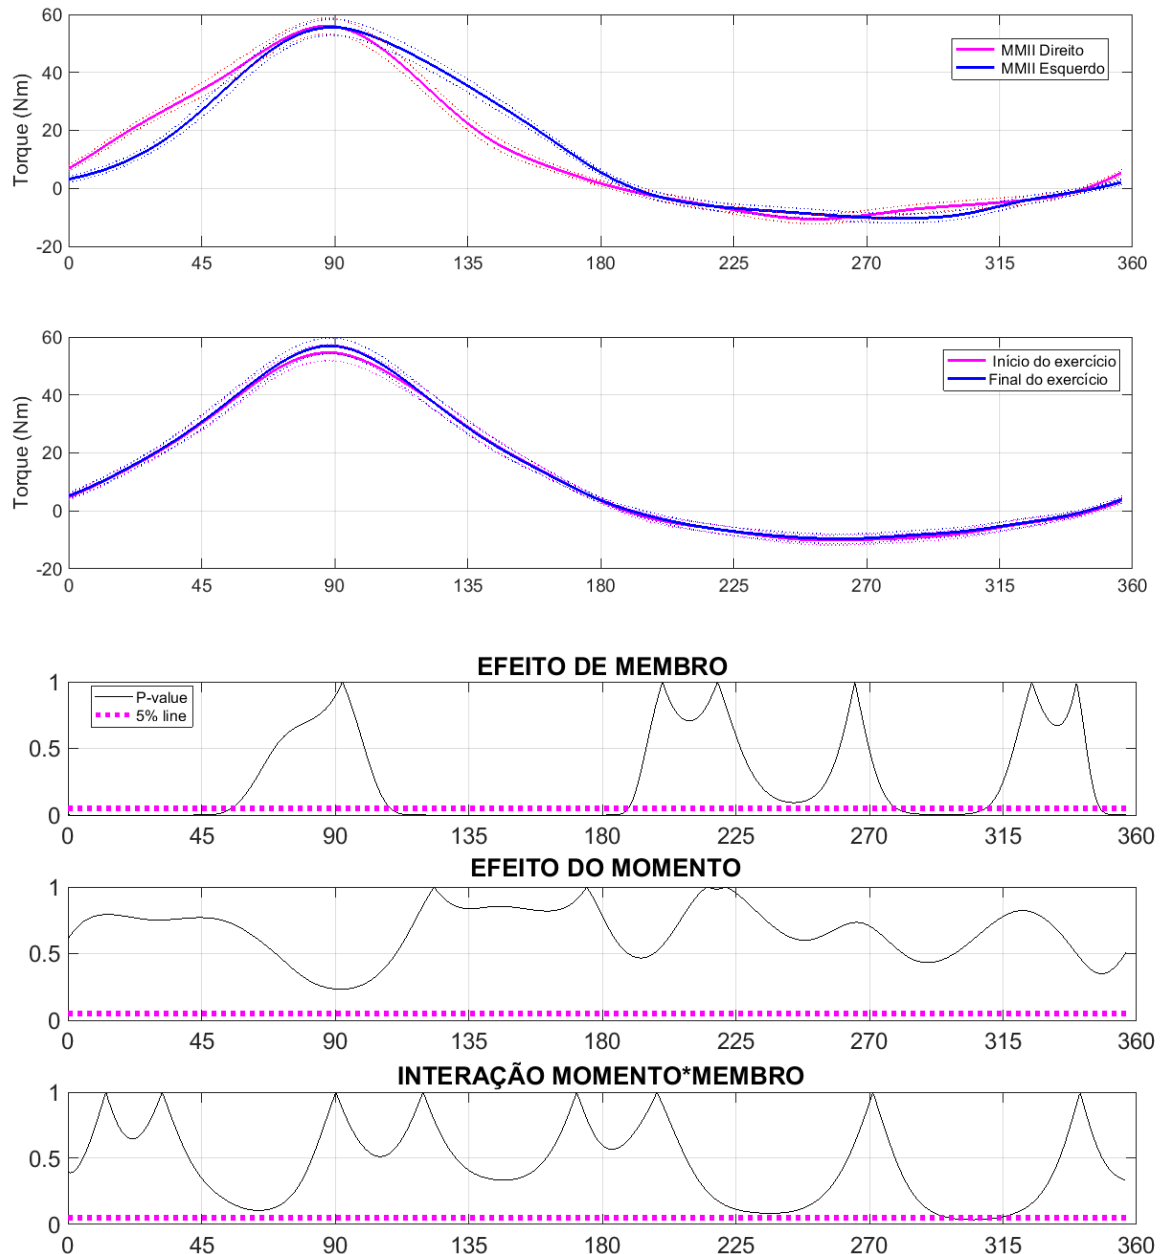 60
40
20
0
-20
Torque (Nm)
MMII Direito
MMII Esquerdo
0 45 90 135 180 225 270 315 360
60
40
20
0
-20
Torque (Nm)
Início do exercício
Final do exercício
0 45 90 135 180 225 270 315 360
EFEITO DE MEMBRO
1
0.5
0
P-value
5% line
0 45 90 135 180 225 270 315 360
EFEITO DO MOMENTO
1
0.5
0
0 45 90 135 180 225 270 315 360
INTERAÇÃO MOMENTO*MEMBRO
1
0.5
0
0 45 90 135 180 225 270 315 360